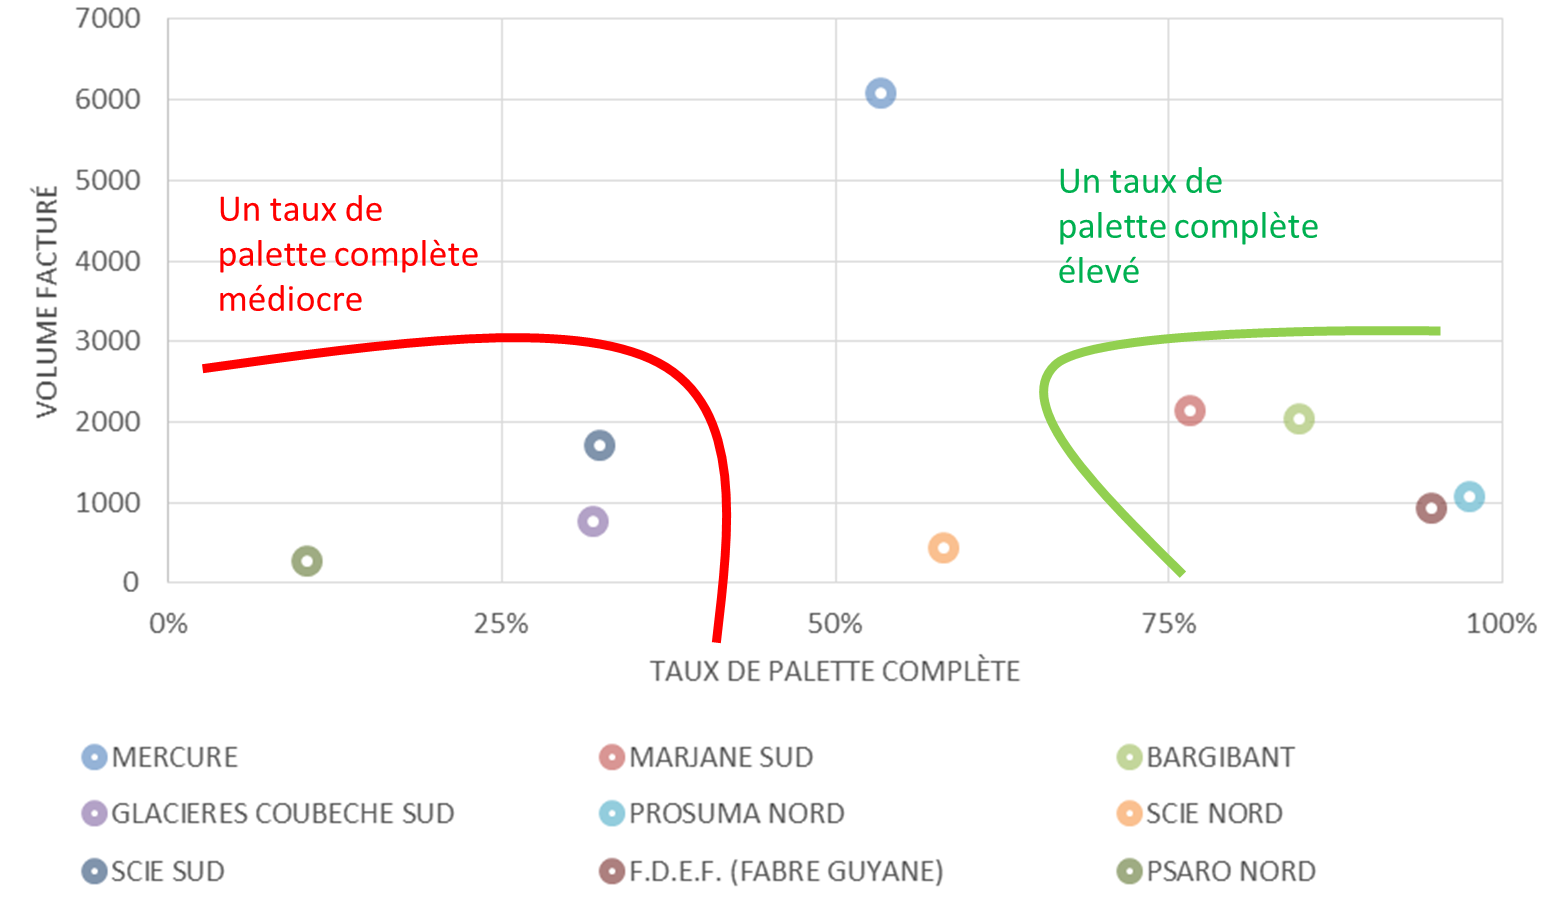 7000
6000
5000
4000
3000
2000
1000
0
VOLUME FACTURÉ
Un taux de
palette complète
médiocre
Un taux de
palette complète
élevé
0% 25% 50% 75% 100%
TAUX DE PALETTE COMPLÈTE
MERCURE MARJANE SUD BARGIBANT
GLACIERES COUBECHE SUD PROSUMA NORD SCIE NORD
SCIE SUD F.D.E.F. (FABRE GUYANE) PSARO NORD